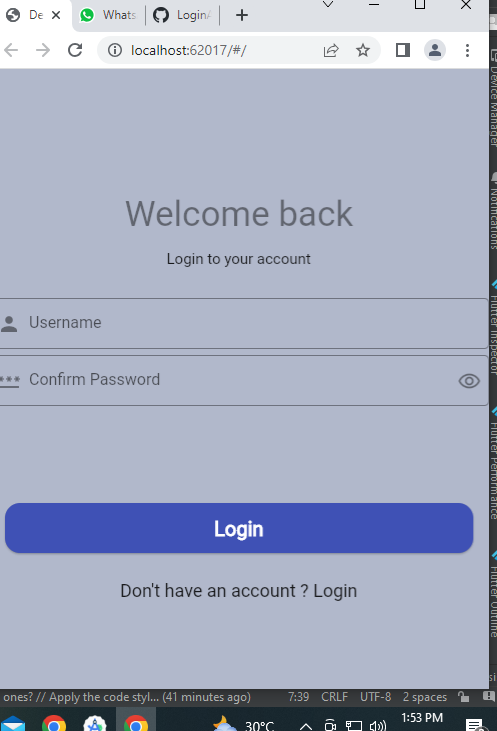 De
Whats
LoginA
localhost:62017/#/
Device Manager
Notifications
Flutter Inspector
Flutter Performance
Flutter Outline
Welcome back
Login to your account
Username
*** Confirm Password
Login
Don't have an account ? Login
ones? // Apply the code styl... (41 minutes ago) 7:39 CRLF UTF-8 2 spaces
30°C
1:53 PM